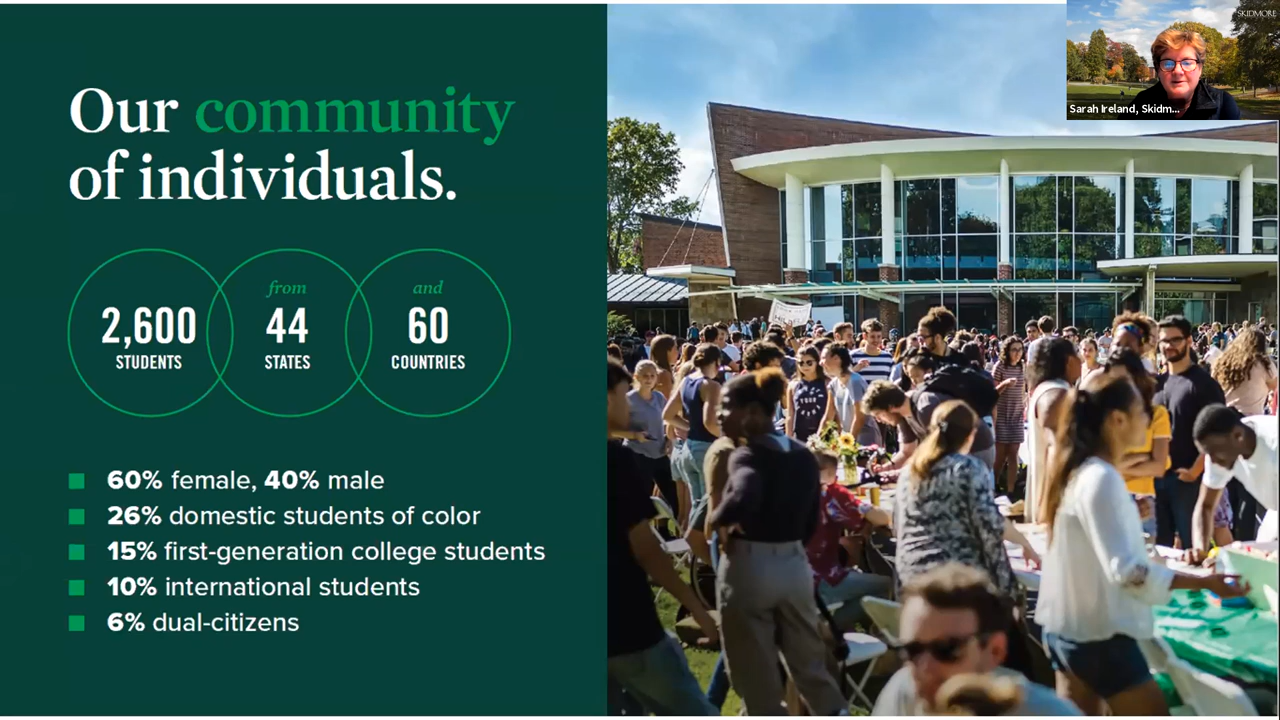 Our community
of individuals.
2,600
STUDENTS
from
44
STATES
and
60
COUNTRIES
60% female, 40% male
26% domestic students of color
15% first-generation college students
10% international students
6% dual-citizens
SKIDMORE
Sarah Ireland, Skidm...